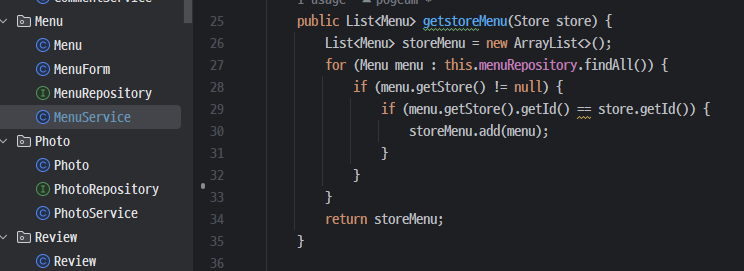 CommentService
Menu
Menu
MenuForm
MenuRepository
MenuService
Photo
Photo
PhotoRepository
PhotoService
Review
Review
1 usage pogcum *
25 public List<Menu> getstoreMenu(Store store) {
26 List<Menu> storeMenu = new ArrayList<>();
27 for (Menu menu : this.menuRepository.findAll()) {
28 if (menu.getStore() != null) {
29 if (menu.getStore().getId() == store.getId()) {
30 storeMenu.add(menu);
31 }
32 }
33 }
34 return storeMenu;
35 }
36